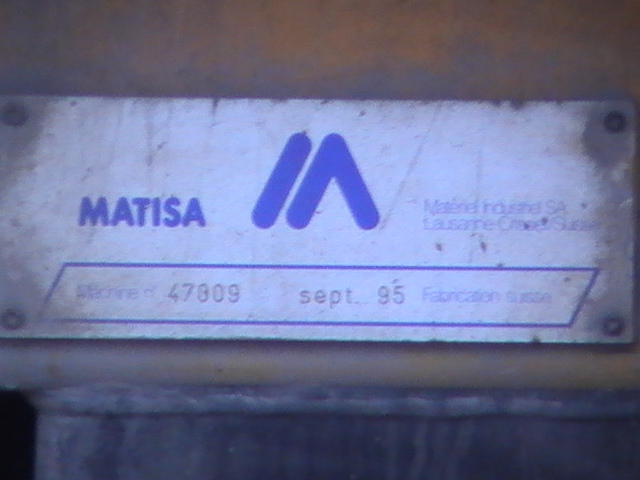 MATISA
Matériel Industriel SA
Lausanne-Crissier/Suisse
Machine n° 47809 sept. 95 Fabrication suisse